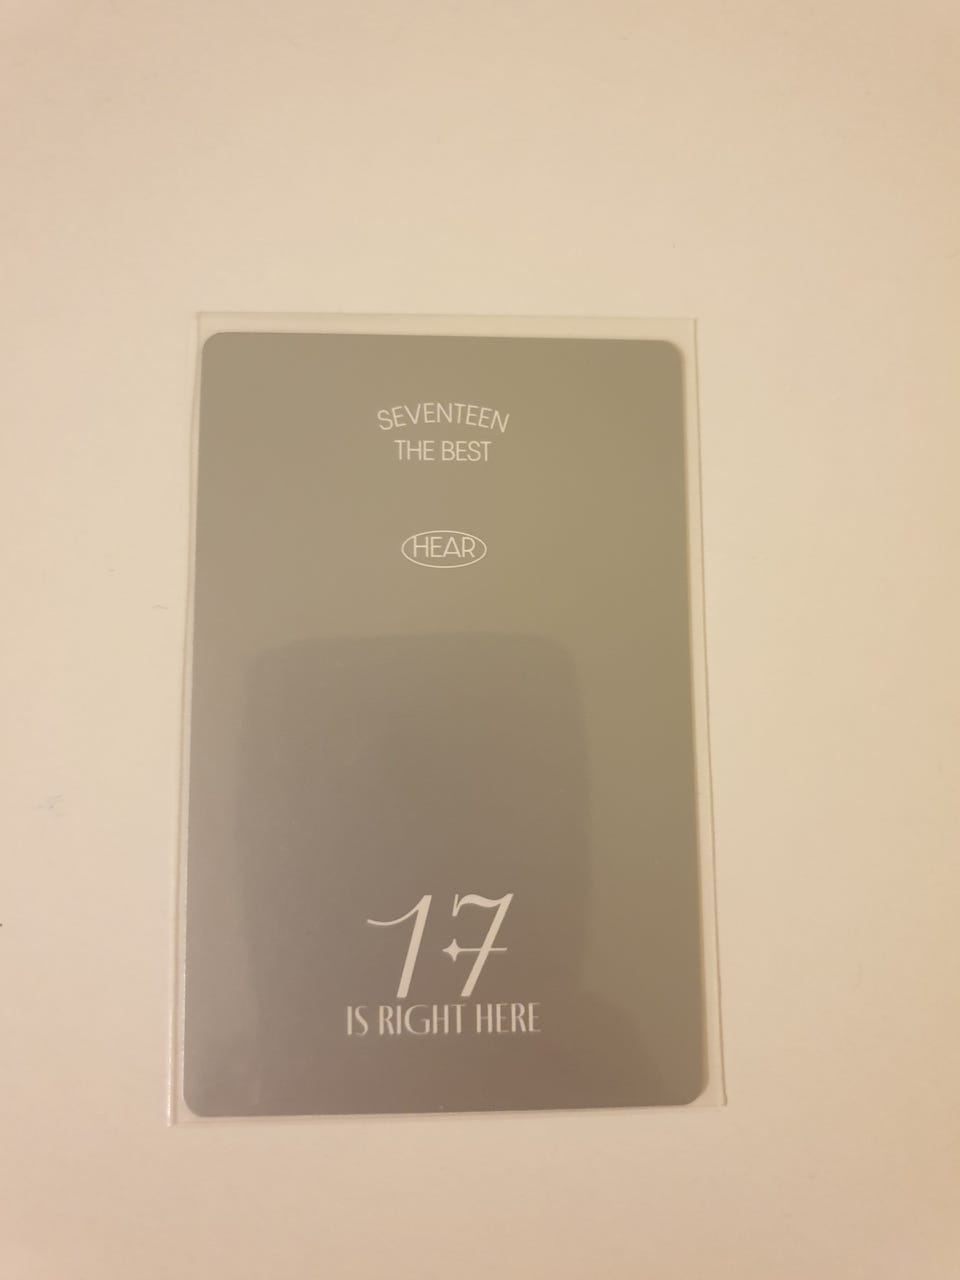 SEVENTEEN
THE BEST
HEAR
17
IS RIGHT HERE